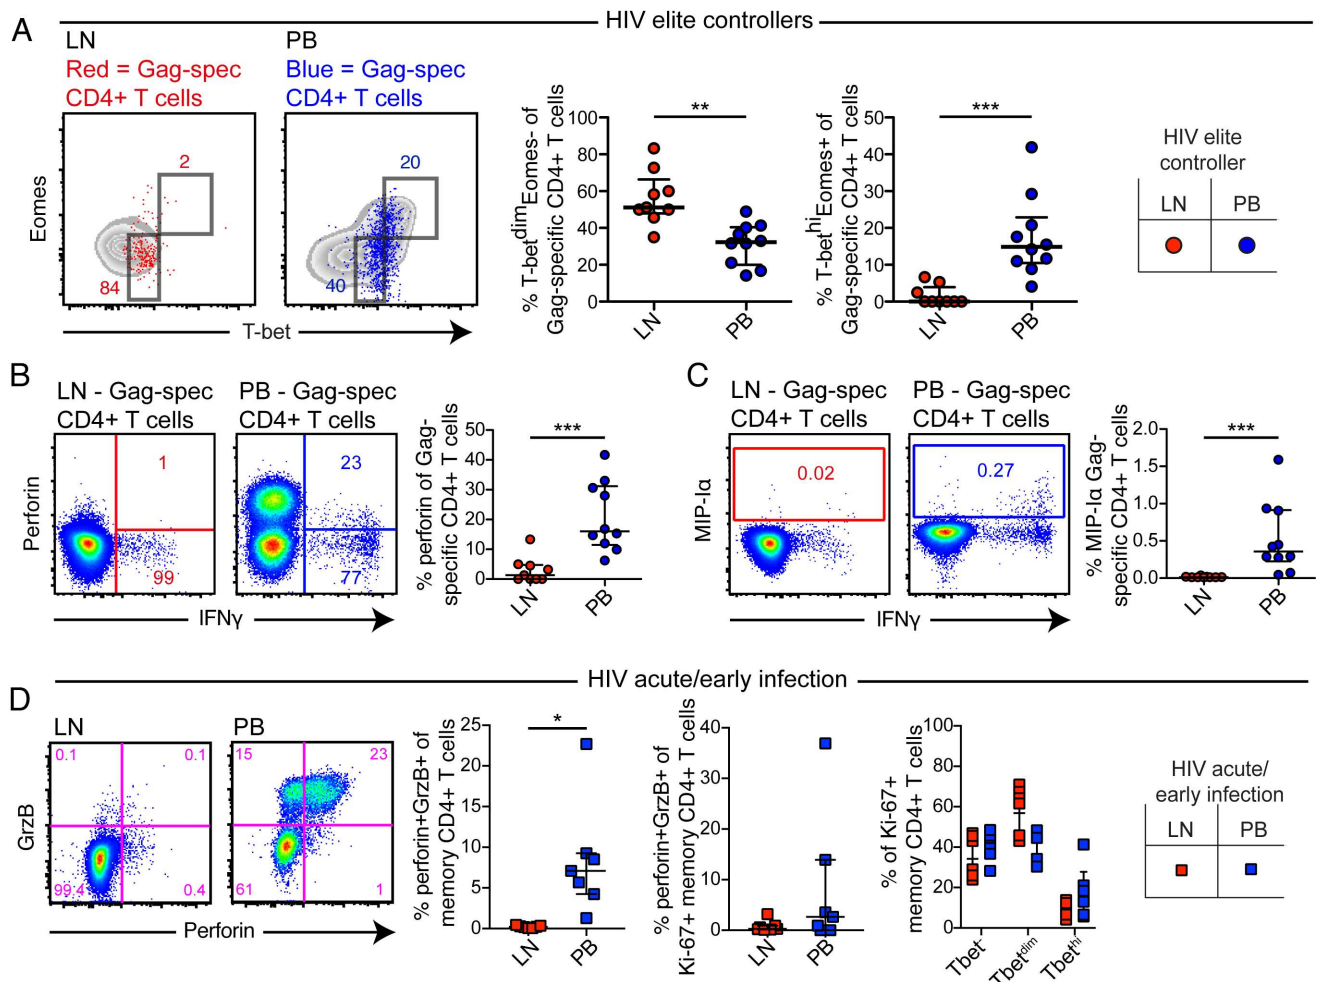 A
HIV elite controllers
LN
Red = Gag-spec
CD4+ T cells
PB
Blue = Gag-spec
CD4+ T cells
Eomes
2
84
20
40
T-bet
% T-betdimEomes- of
Gag-specific CD4+ T cells
100
80
60
40
20
0
**
LN
PB
% T-bethiEomes+ of
Gag-specific CD4+ T cells
50
40
30
20
10
0
***
LN
PB
HIV elite
controller
LN
PB
B
LN - Gag-spec
CD4+ T cells
PB - Gag-spec
CD4+ T cells
Perforin
1
99
23
77
IFNγ
% perforin of Gag-
specific CD4+ T cells
50
40
30
20
10
0
***
LN
PB
C
LN - Gag-spec
CD4+ T cells
PB - Gag-spec
CD4+ T cells
MIP-Iα
0.02
0.27
IFNγ
% MIP-Iα Gag-
specific CD4+ T cells
2.0
1.5
1.0
0.5
0.0
***
LN
PB
HIV acute/early infection
D
LN
PB
GrzB
0.1
0.1
99.4
0.4
15
23
61
1
Perforin
% perforin+GrzB+ of
memory CD4+ T cells
25
20
15
10
5
0
*
LN
PB
% perforin+GrzB+ of
Ki-67+ memory CD4+ T cells
40
30
20
10
0
LN
PB
% of Ki-67+
memory CD4+ T cells
100
80
60
40
20
0
Tbet-
Tbetdim
Tbethi
HIV acute/
early infection
LN
PB